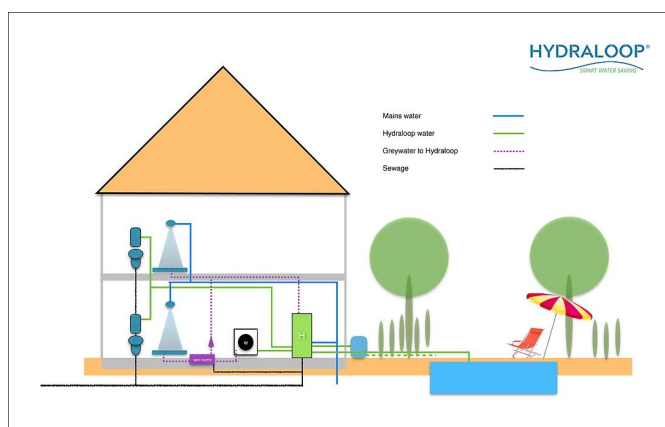 HYDRALOOP®
SMART WATER SAVING
Mains water
Hydraloop water
Greywater to Hydraloop
Sewage
H